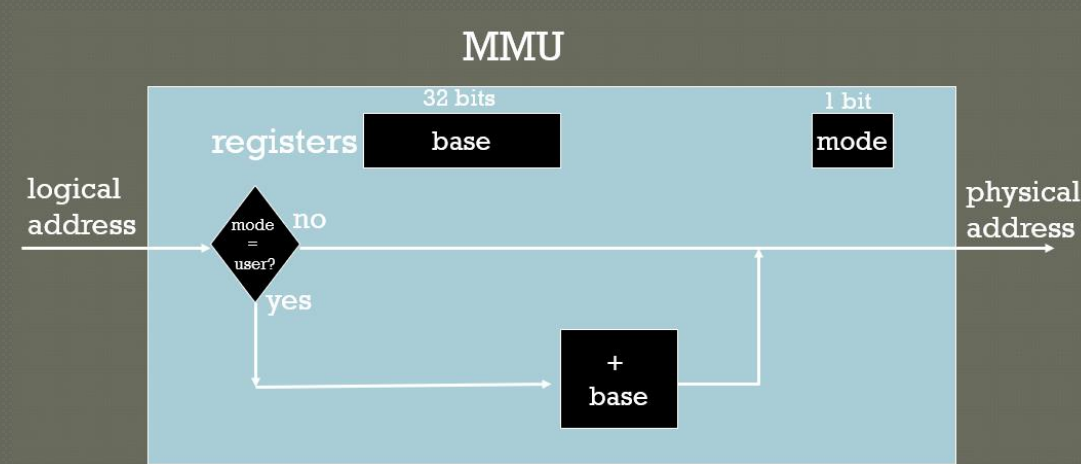 MMU
32 bits
1 bit
registers
base
mode
logical
address
mode
=
user?
no
yes
+
base
physical
address